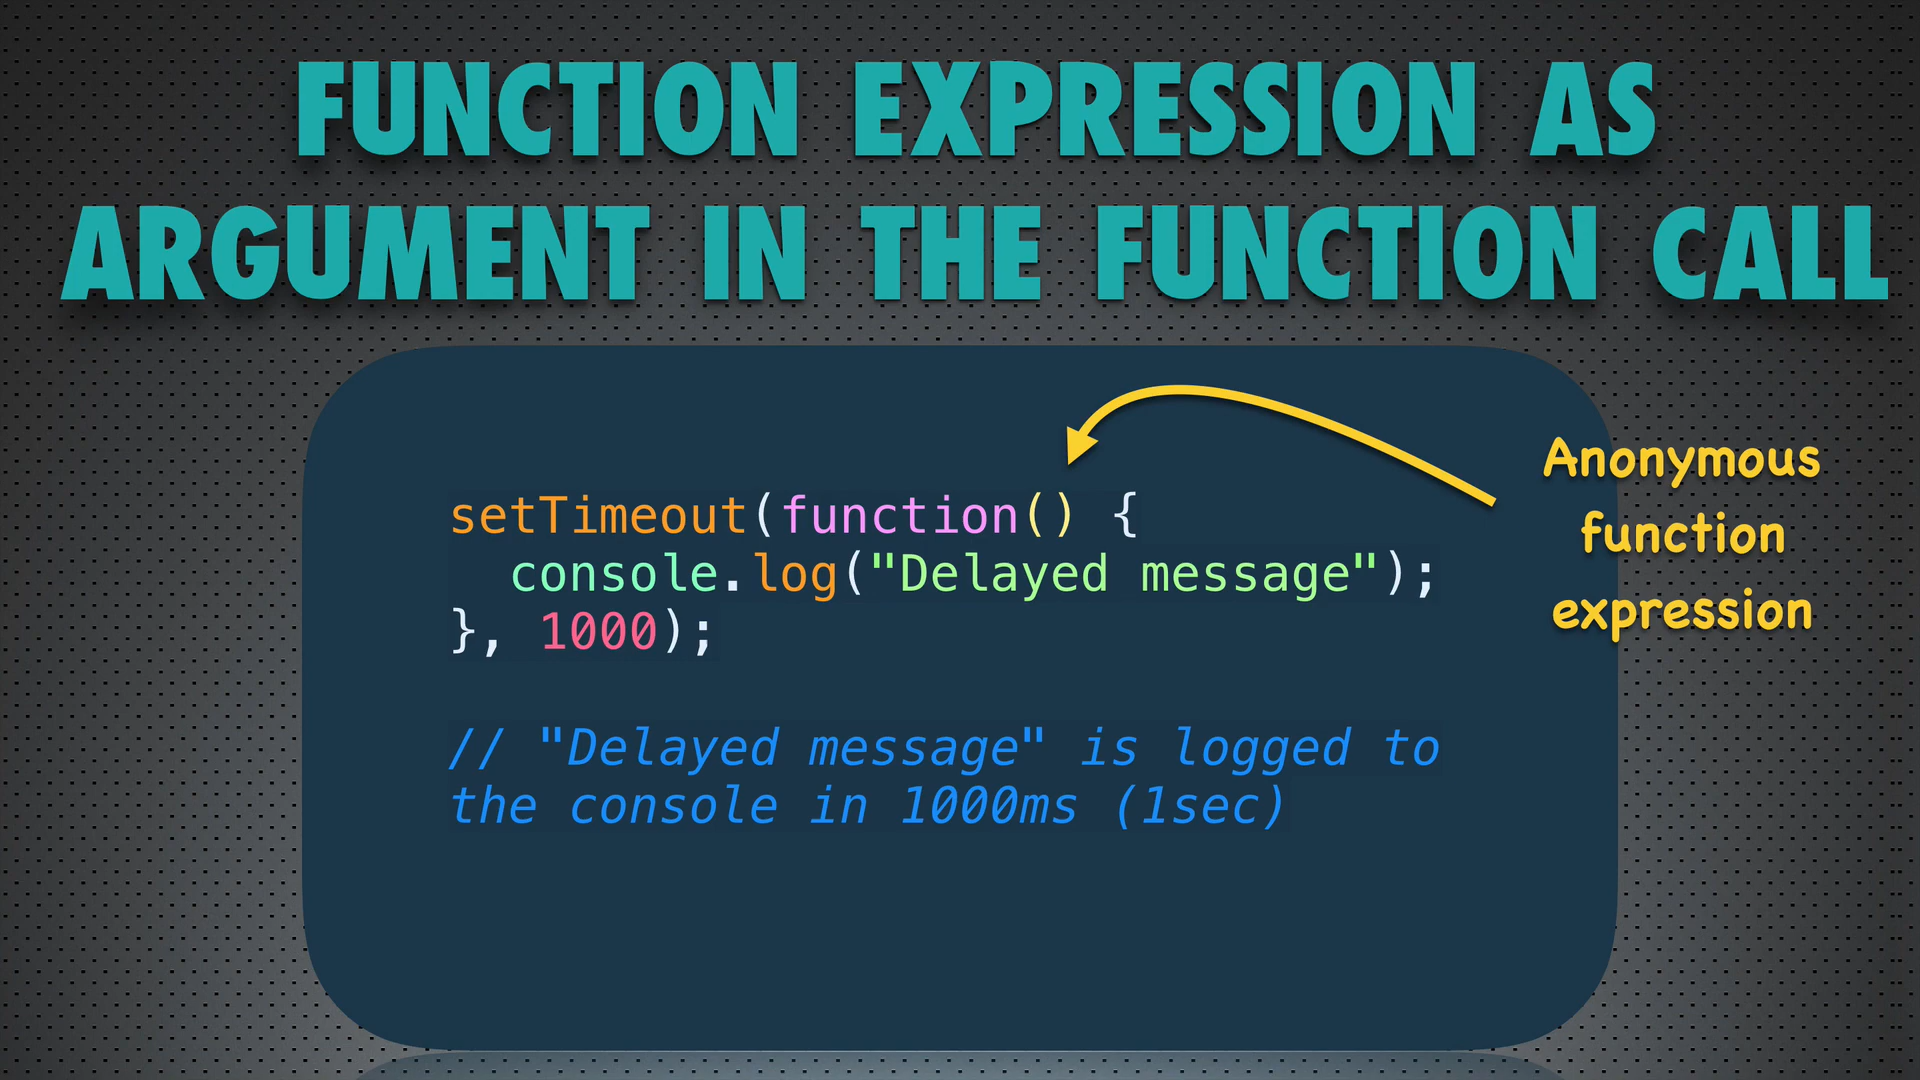 FUNCTION EXPRESSION AS
ARGUMENT IN THE FUNCTION CALL
Anonymous
function
expression
setTimeout(function() {
  console.log("Delayed message");
}, 1000);
// "Delayed message" is logged to
the console in 1000ms (1sec)